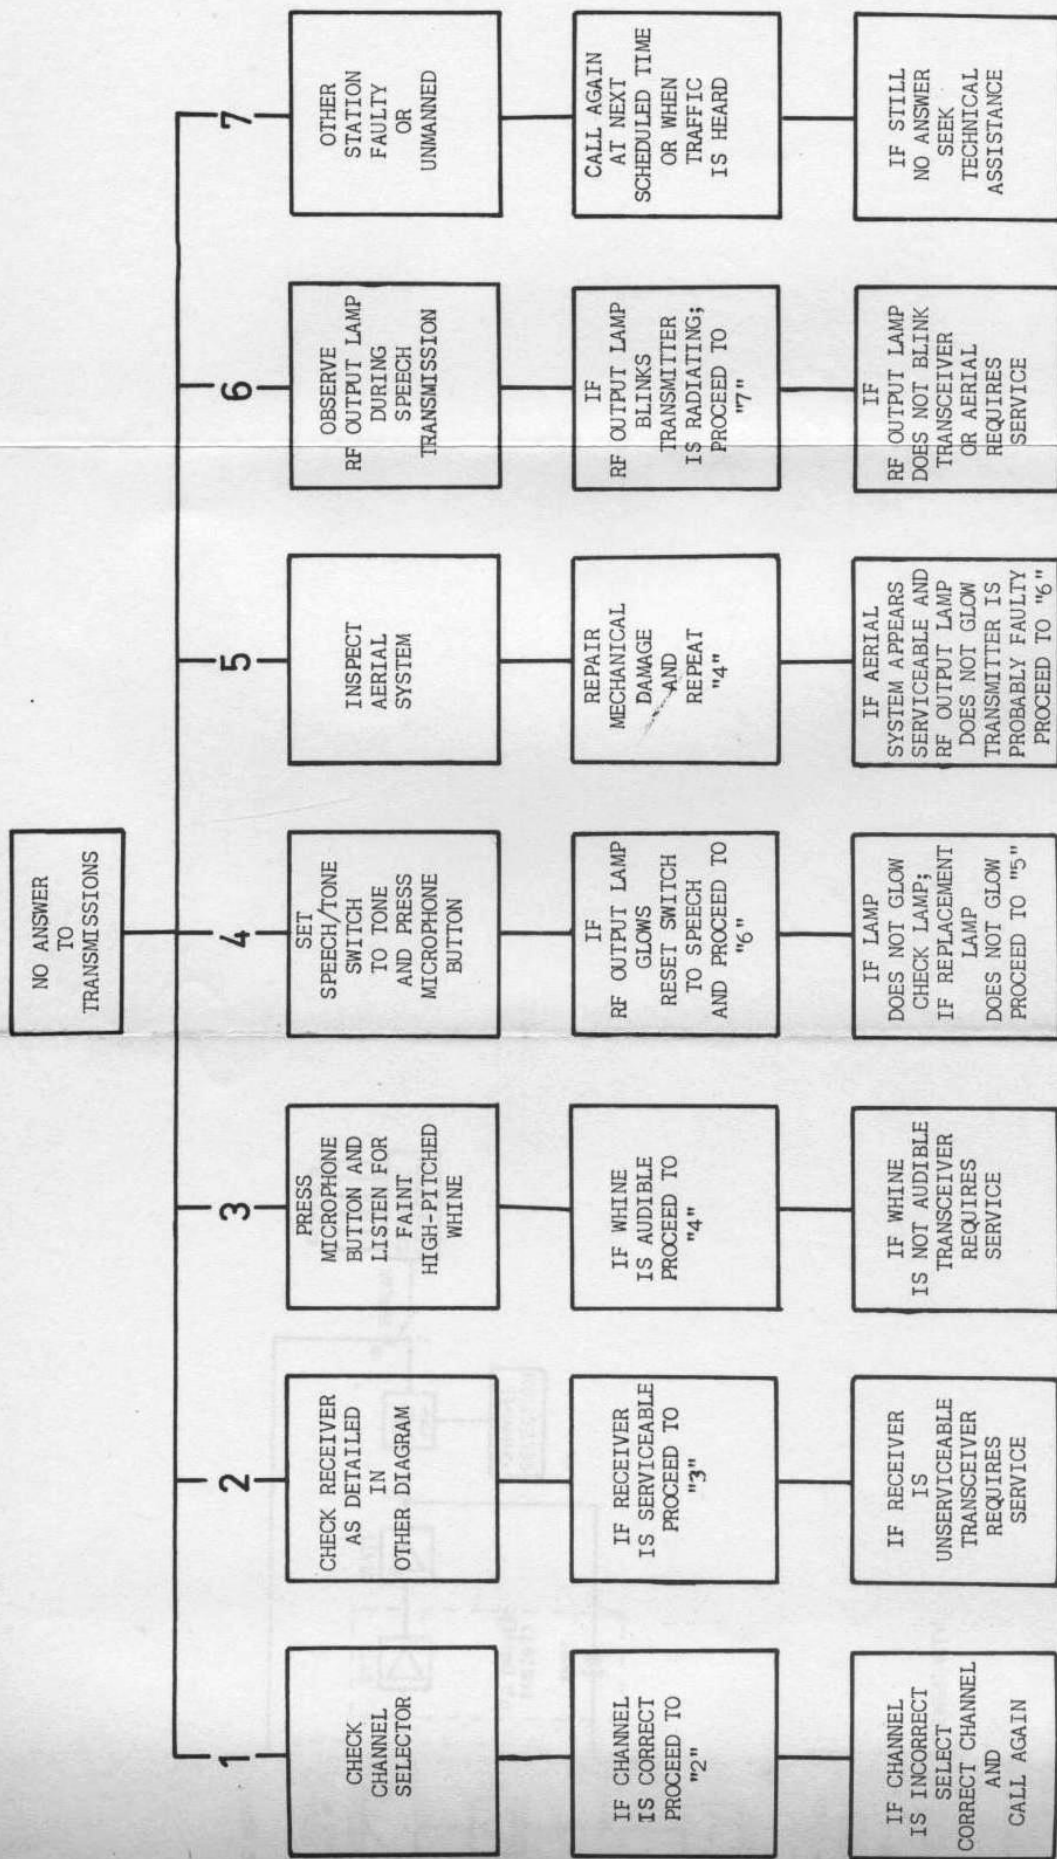 NO ANSWER
TO
TRANSMISSIONS
1
CHECK
CHANNEL
SELECTOR
IF CHANNEL
IS CORRECT
PROCEED TO
"2"
IF CHANNEL
IS INCORRECT
SELECT
CORRECT CHANNEL
AND
CALL AGAIN
2
CHECK RECEIVER
AS DETAILED
IN
OTHER DIAGRAM
IF RECEIVER
IS SERVICEABLE
PROCEED TO
"3"
IF RECEIVER
IS
UNSERVICEABLE
TRANSCEIVER
REQUIRES
SERVICE
3
PRESS
MICROPHONE
BUTTON AND
LISTEN FOR
FAINT
HIGH-PITCHED
WHINE
IF WHINE
IS AUDIBLE
PROCEED TO
"4"
IF WHINE
IS NOT AUDIBLE
TRANSCEIVER
REQUIRES
SERVICE
4
SET
SPEECH/TONE
SWITCH
TO TONE
AND PRESS
MICROPHONE
BUTTON
IF
RF OUTPUT LAMP
GLOWS
RESET SWITCH
TO SPEECH
AND PROCEED TO
"6"
IF LAMP
DOES NOT GLOW
CHECK LAMP;
IF REPLACEMENT
LAMP
DOES NOT GLOW
PROCEED TO "5"
5
INSPECT
AERIAL
SYSTEM
REPAIR
MECHANICAL
DAMAGE
AND
REPEAT
"4"
IF AERIAL
SYSTEM APPEARS
SERVICEABLE AND
RF OUTPUT LAMP
DOES NOT GLOW
TRANSMITTER IS
PROBABLY FAULTY
PROCEED TO "6"
6
OBSERVE
RF OUTPUT LAMP
DURING
SPEECH
TRANSMISSION
IF
RF OUTPUT LAMP
BLINKS
TRANSMITTER
IS RADIATING;
PROCEED TO
"7"
IF
RF OUTPUT LAMP
DOES NOT BLINK
TRANSCEIVER
OR AERIAL
REQUIRES
SERVICE
7
OTHER
STATION
FAULTY
OR
UNMANNED
CALL AGAIN
AT NEXT
SCHEDULED TIME
OR WHEN
TRAFFIC
IS HEARD
IF STILL
NO ANSWER
SEEK
TECHNICAL
ASSISTANCE